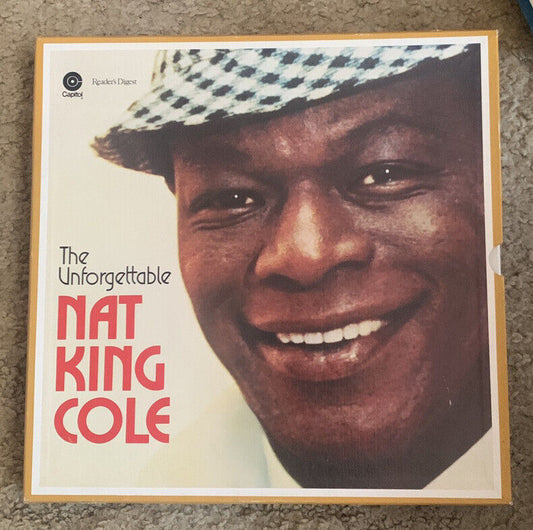 Capitol
Reader's Digest
The
Unforgettable
NAT
KING
COLE